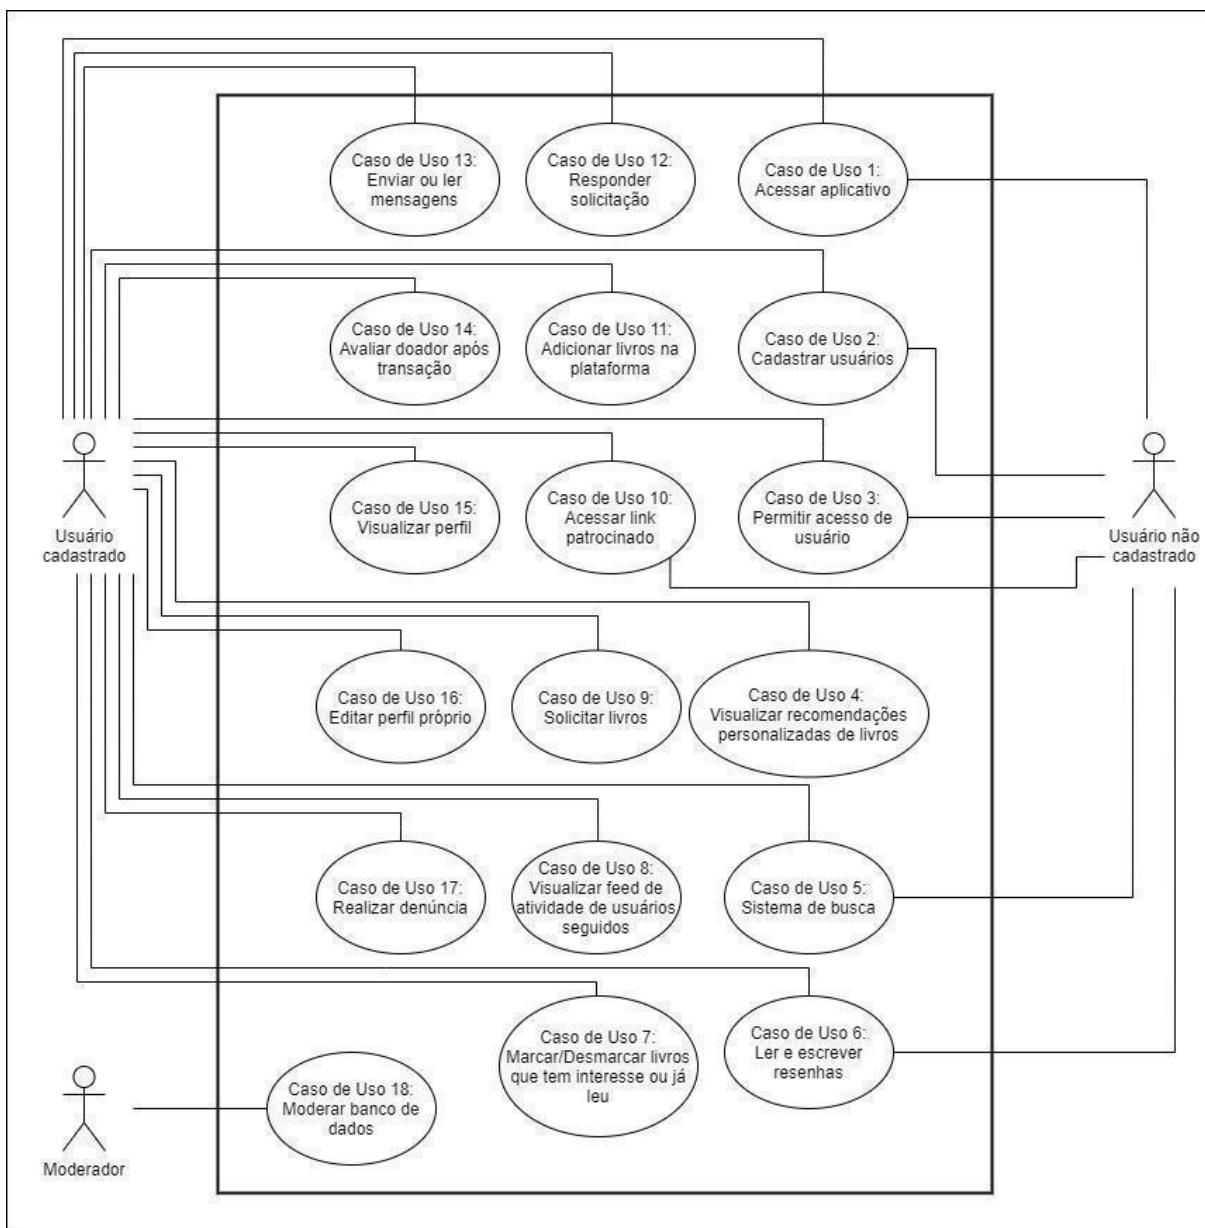 Caso de Uso 13:
Enviar ou ler
mensagens
Caso de Uso 12:
Responder
solicitação
Caso de Uso 1:
Acessar aplicativo
Caso de Uso 14:
Avaliar doador após
transação
Caso de Uso 11:
Adicionar livros na
plataforma
Caso de Uso 2:
Cadastrar usuários
Usuário
cadastrado
Caso de Uso 15:
Visualizar perfil
Caso de Uso 10:
Acessar link
patrocinado
Caso de Uso 3:
Permitir acesso de
usuário
Usuário não
cadastrado
Caso de Uso 16:
Editar perfil próprio
Caso de Uso 9:
Solicitar livros
Caso de Uso 4:
Visualizar recomendações
personalizadas de livros
Caso de Uso 17:
Realizar denúncia
Caso de Uso 8:
Visualizar feed de
atividade de usuários
seguidos
Caso de Uso 5:
Sistema de busca
Caso de Uso 7:
Marcar/Desmarcar livros
que tem interesse ou já
leu
Caso de Uso 6:
Ler e escrever
resenhas
Moderador
Caso de Uso 18:
Moderar banco de
dados